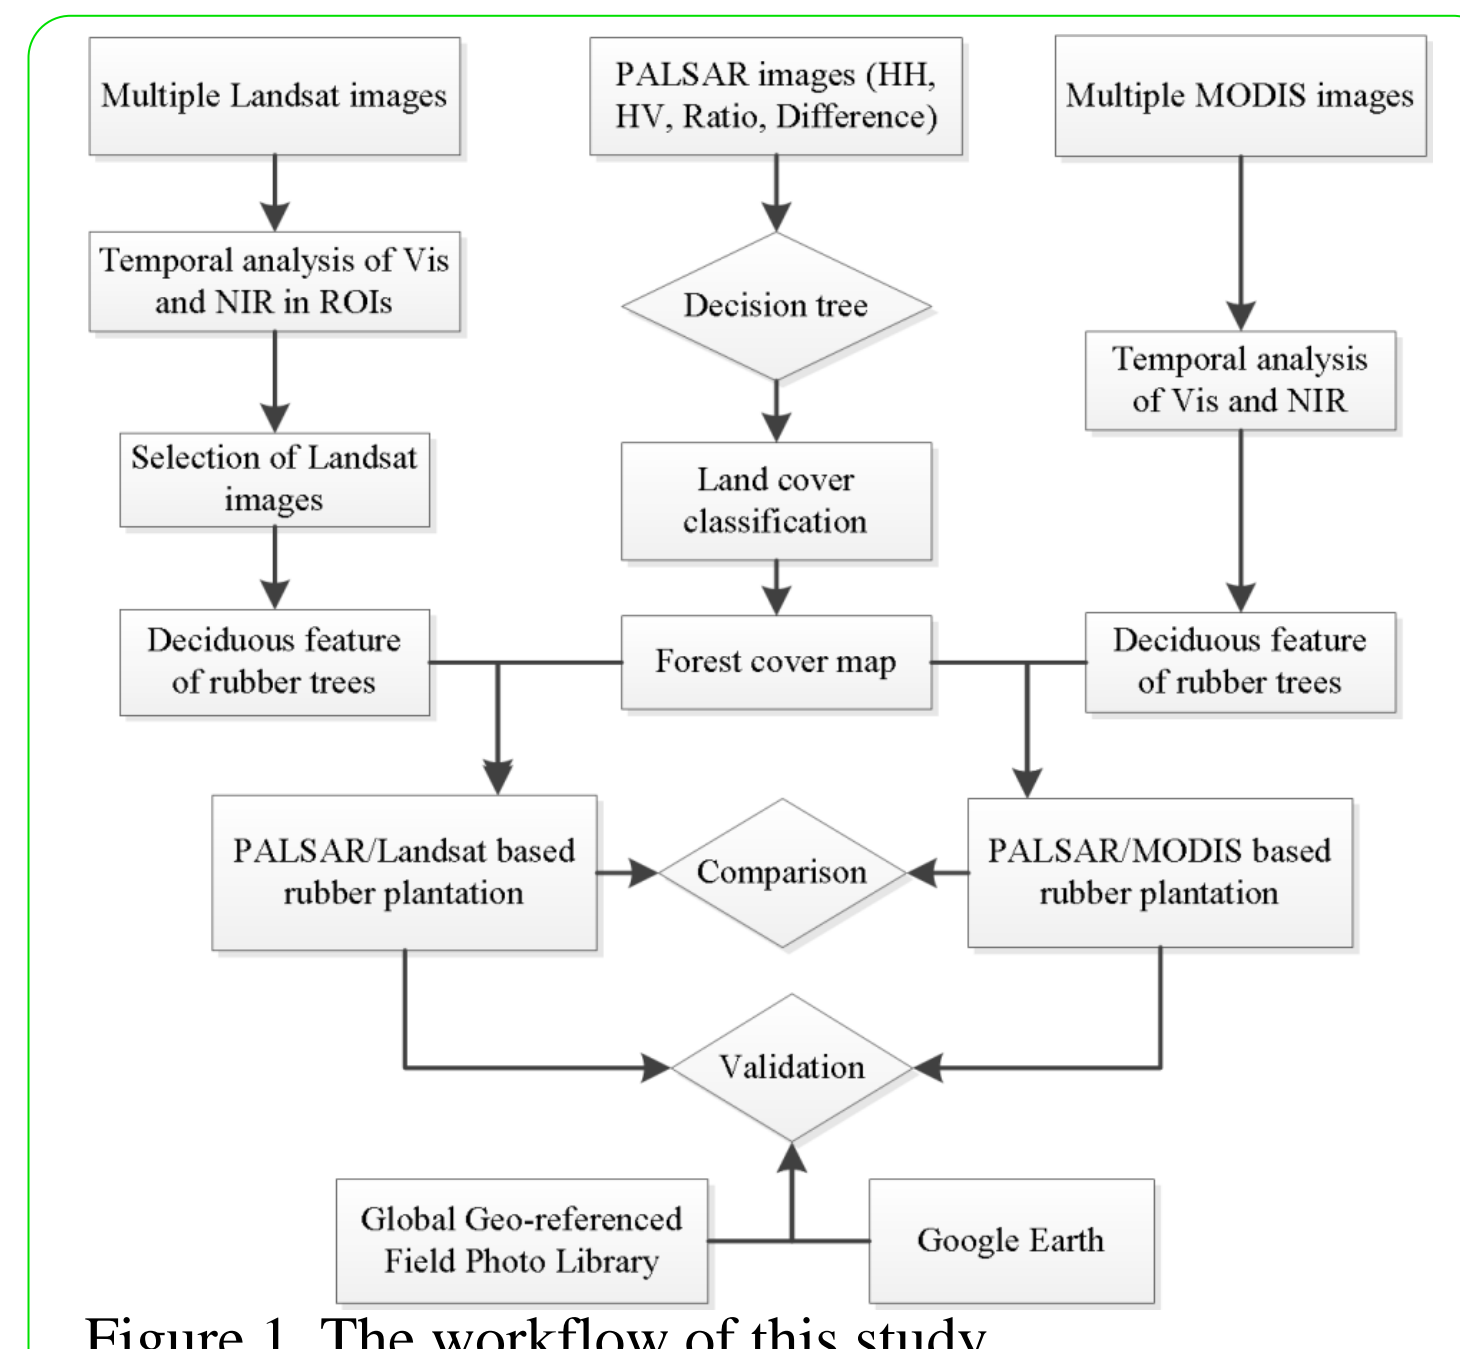 Multiple Landsat images
PALSAR images (HH,
HV, Ratio, Difference)
Multiple MODIS images
Temporal analysis of Vis
and NIR in ROIs
Decision tree
Temporal analysis
of Vis and NIR
Selection of Landsat
images
Land cover
classification
Deciduous feature
of rubber trees
Forest cover map
Deciduous feature
of rubber trees
PALSAR/Landsat based
rubber plantation
Comparison
PALSAR/MODIS based
rubber plantation
Validation
Global Geo-referenced
Field Photo Library
Google Earth
Figure 1. The workflow of this study